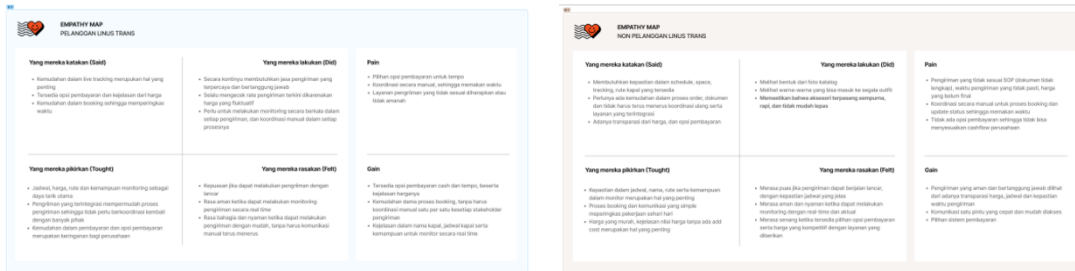 EMPATHY MAP
PELANGGAN LINUS TRANS
Yang mereka katakan (Said)
Kemudahan dalam live tracking merupakan hal yang
penting
Tersedia opsi pembayaran dan kejelasan dari harga
Kemudahan dalam booking sehingga memperingkas
waktu
Yang mereka lakukan (Did)
Secara kontinyu membutuhkan jasa pengiriman yang
terpercaya dan bertanggung jawab
Selalu mengecek rate pengiriman terkini dikarenakan
harga yang fluktuatif
Perlu untuk melakukan monitoring secara berkala dalam
setiap pengiriman, dan koordinasi manual dalam setiap
prosesnya
Pain
Pilihan opsi pembayaran untuk tempo
Koordinasi secara manual, sehingga memakan waktu
Layanan pengiriman yang tidak sesuai diharapkan atau
tidak amanah
Yang mereka pikirkan (Tought)
Jadwal, harga, rute dan kemampuan monitoring sebagai
daya tarik utama
Pengiriman yang terintegrasi mempermudah proses
pengiriman sehingga tidak perlu berkoordinasi kembali
dengan banyak pihak
Kemudahan dalam pembayaran dan opsi pembayaran
merupakan keringanan bagi perusahaan
Yang mereka rasakan (Felt)
Kepuasan jika dapat melakukan pengiriman dengan
lancar
Rasa aman ketika dapat melakukan monitoring
pengiriman secara real time
Rasa bahagia dan nyaman ketika dapat melakukan
pengiriman dengan mudah, tanpa harus komunikasi
manual terus menerus
Gain
Tersedia opsi pembayaran cash dan tempo, beserta
kejelasan harganya
Kemudahan dama proses booking, tanpa harus
koordinasi manual satu per satu kesetiap stakeholder
pengiriman
Kejelasan dalam nama kapal, jadwal kapal serta
kemampuan untuk monitor secara real time
EMPATHY MAP
NON PELANGGAN LINUS TRANS
Yang mereka katakan (Said)
Membutuhkan kepastian dalam schedule, space,
tracking, rute kapal yang tersedia
Perlunya ada kemudahan dalam proses order, dokumen
dan tidak harus terus menerus koordinasi ulang serta
layanan yang terintegrasi
Adanya transparasi dari harga, dan opsi pembayaran
Yang mereka lakukan (Did)
Melihat bentuk dari foto katalog
Melihat warna-warna yang bisa masuk ke segala outfit
Memastikan bahwa aksesori terpasang sempurna,
rapi, dan tidak mudah lepas
Pain
Pengiriman yang tidak sesuai SOP (dokumen tidak
lengkap), waktu pengiriman yang tidak pasti, harga
yang belum final
Koordinasi secara manual untuk proses booking dan
update status sehingga memakan waktu
Tidak ada opsi pembayaran sehingga tidak bisa
menyesuaikan cashflow perusahaan
Yang mereka pikirkan (Tought)
Kepastian dalam jadwal, nama, rute serta kemampuan
dalam monitor merupakan hal yang penting
Proses booking dan komunikasi yang simple
meperingkas pekerjaan sehari hari
Harga yang murah, kejelasan nilai harga tanpa ada add
cost merupakan hal yang penting
Yang mereka rasakan (Felt)
Merasa puas jika pengiriman dapat berjalan lancar,
dengan kepastian jadwal yang jelas
Merasa aman dan nyaman ketika dapat melakukan
monitoring dengan real-time dan aktual
Merasa senang ketika tersedia pilihan opsi pembayaran
serta harga yang kompetitif dengan layanan yang
diberikan
Gain
Pengiriman yang aman dan bertanggung jawab dilihat
dari adanya transparasi harga, jadwal dan kepastian
waktu pengiriman
Komunikasi satu pintu yang cepat dan mudah diakses
Pilihan sistem pembayaran